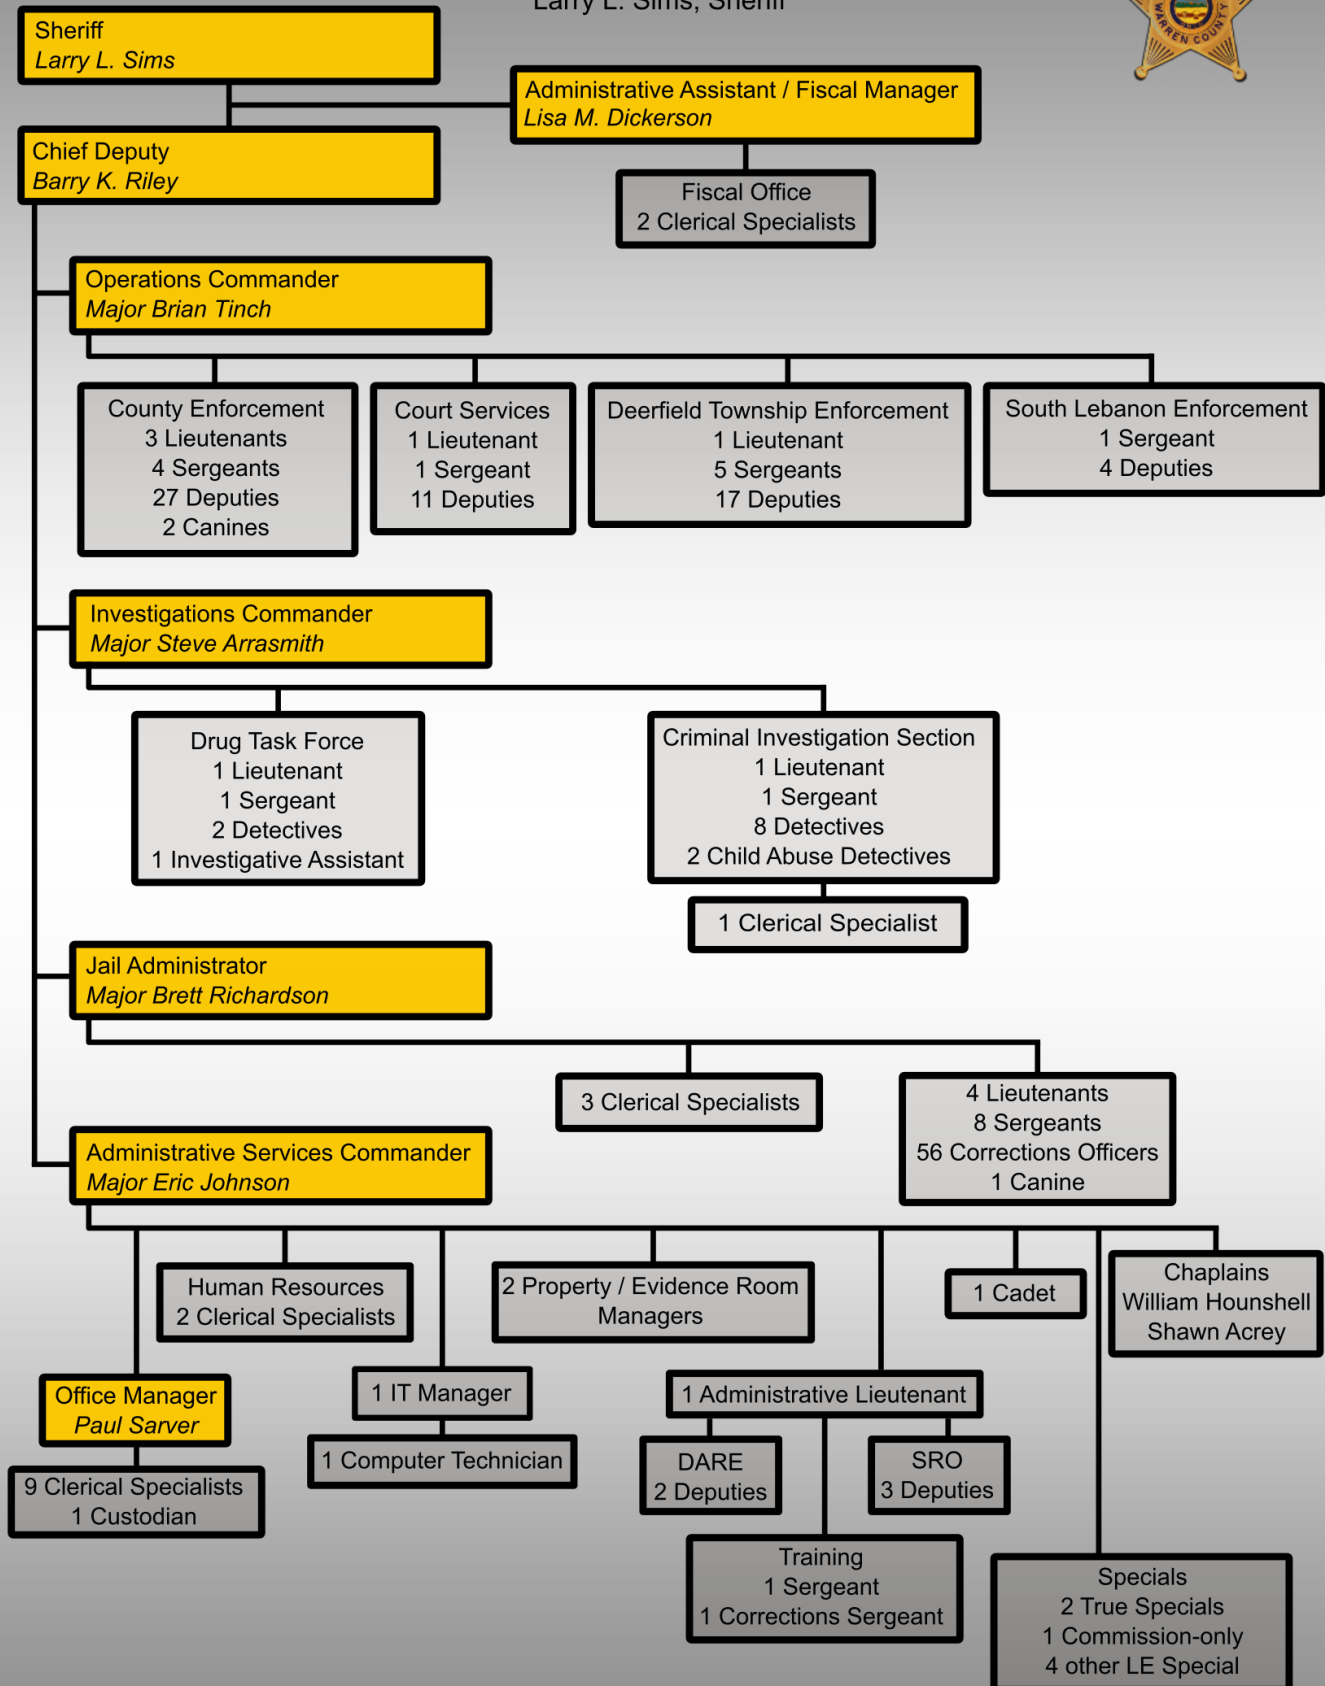 Larry L. Sims, Sheriff
WARREN COUNTY
Sheriff
Larry L. Sims
Administrative Assistant / Fiscal Manager
Lisa M. Dickerson
Chief Deputy
Barry K. Riley
Fiscal Office
2 Clerical Specialists
Operations Commander
Major Brian Tinch
County Enforcement
3 Lieutenants
4 Sergeants
27 Deputies
2 Canines
Court Services
1 Lieutenant
1 Sergeant
11 Deputies
Deerfield Township Enforcement
1 Lieutenant
5 Sergeants
17 Deputies
South Lebanon Enforcement
1 Sergeant
4 Deputies
Investigations Commander
Major Steve Arrasmith
Drug Task Force
1 Lieutenant
1 Sergeant
2 Detectives
1 Investigative Assistant
Criminal Investigation Section
1 Lieutenant
1 Sergeant
8 Detectives
2 Child Abuse Detectives
1 Clerical Specialist
Jail Administrator
Major Brett Richardson
3 Clerical Specialists
4 Lieutenants
8 Sergeants
56 Corrections Officers
1 Canine
Administrative Services Commander
Major Eric Johnson
Human Resources
2 Clerical Specialists
2 Property / Evidence Room
Managers
1 Cadet
Chaplains
William Hounshell
Shawn Acrey
Office Manager
Paul Sarver
9 Clerical Specialists
1 Custodian
1 IT Manager
1 Computer Technician
1 Administrative Lieutenant
DARE
2 Deputies
SRO
3 Deputies
Training
1 Sergeant
1 Corrections Sergeant
Specials
2 True Specials
1 Commission-only
4 other LE Special